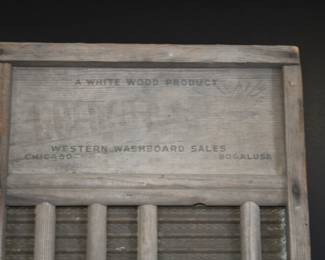 A WHITE WOOD PRODUCT
WESTERN WASHBOARD SALES
CHICAGO BOGALUSA